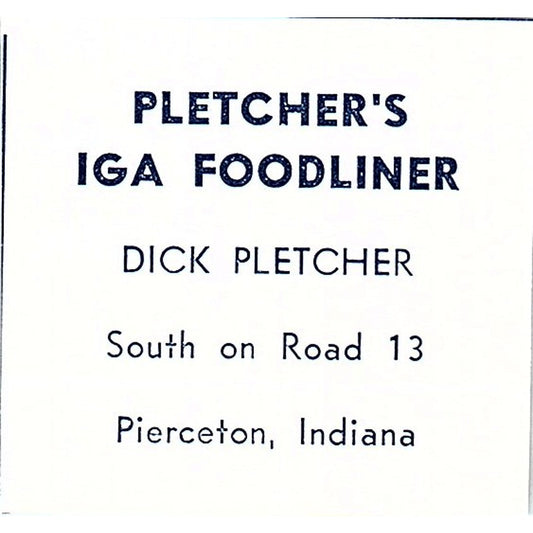 PLETCHER'S
IGA FOODLINER
DICK PLETCHER
South on Road 13
Pierceton, Indiana